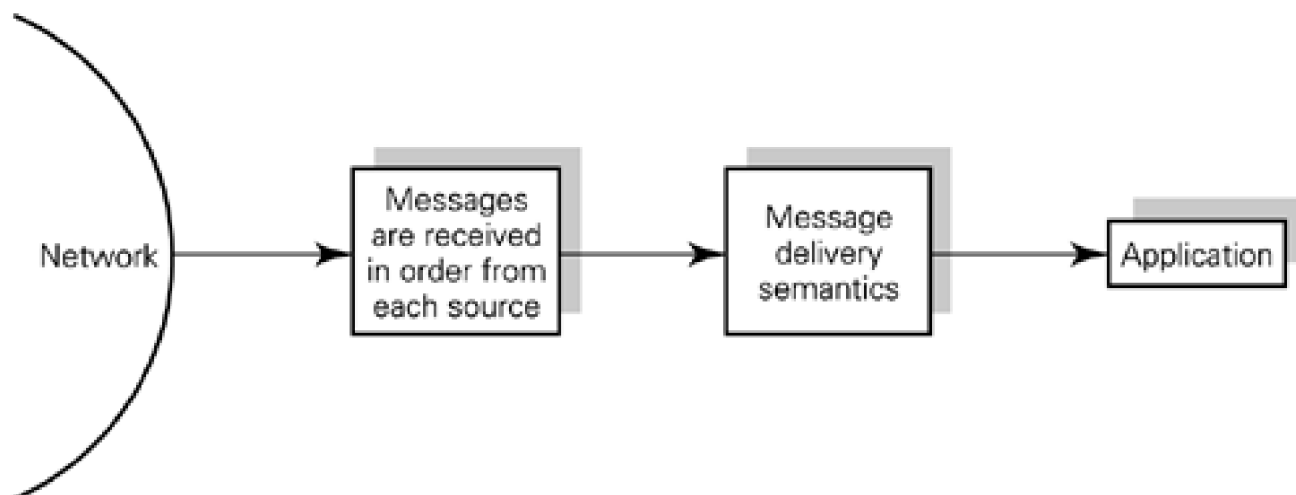 Network
Messages
are received
in order from
each source
Message
delivery
semantics
Application